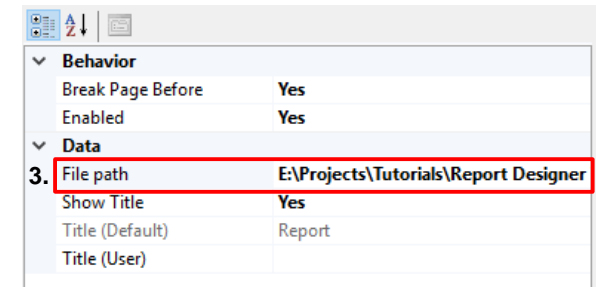 Behavior
Break Page Before Yes
Enabled Yes
Data
3. File path E:\Projects\Tutorials\Report Designer
Show Title Yes
Title (Default) Report
Title (User)